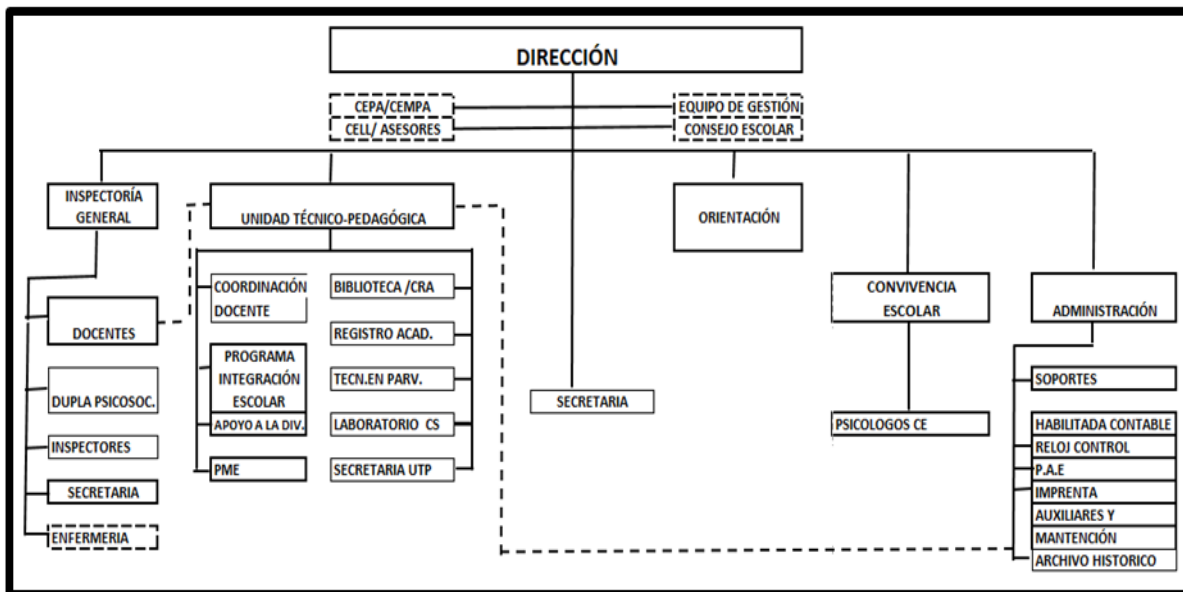 DIRECCIÓN
CEPA/CEMPA
EQUIPO DE GESTIÓN
CELL/ ASESORES
CONSEJO ESCOLAR
INSPECTORÍA
GENERAL
UNIDAD TÉCNICO-PEDAGÓGICA
ORIENTACIÓN
CONVIVENCIA
ESCOLAR
ADMINISTRACIÓN
DOCENTES
DUPLA PSICOSOC.
INSPECTORES
SECRETARIA
ENFERMERIA
COORDINACIÓN
DOCENTE
PROGRAMA
INTEGRACIÓN
ESCOLAR
APOYO A LA DIV.
PME
BIBLIOTECA /CRA
REGISTRO ACAD.
TECN.EN PARV.
LABORATORIO CS
SECRETARIA UTP
SECRETARIA
PSICOLOGOS CE
SOPORTES
HABILITADA CONTABLE
RELOJ CONTROL
P.A.E
IMPRENTA
AUXILIARES Y
MANTENCIÓN
ARCHIVO HISTORICO